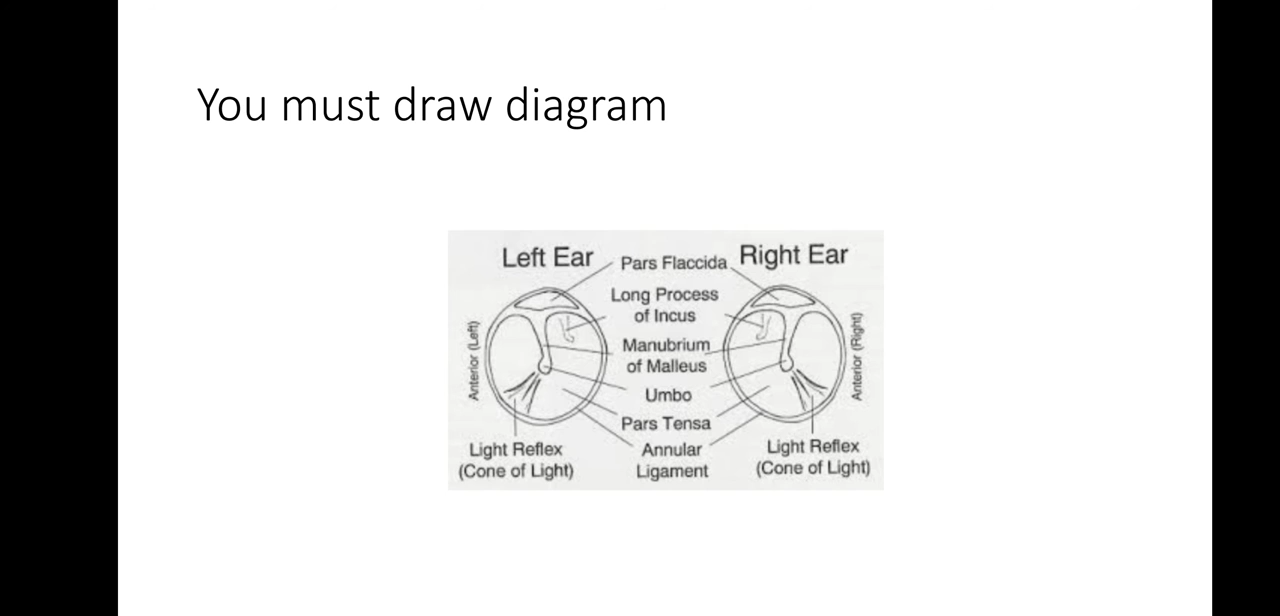 You must draw diagram
Left Ear
Right Ear
Pars Flaccida
Long Process
of Incus
Manubrium
of Malleus
Umbo
Pars Tensa
Annular
Ligament
Anterior (Left)
Anterior (Right)
Light Reflex
(Cone of Light)
Light Reflex
(Cone of Light)